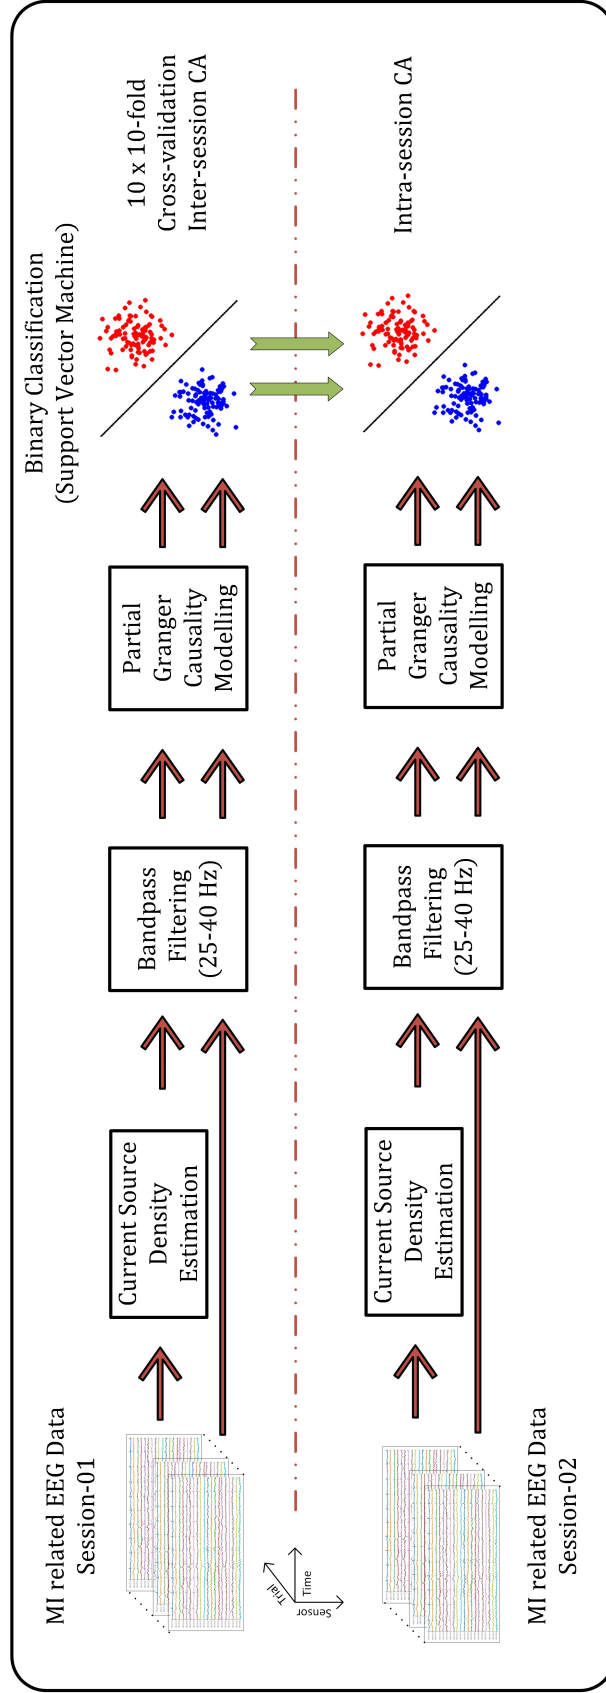 MI related EEG Data
Session-01
Current Source
Density
Estimation
Bandpass
Filtering
(25-40 Hz)
Partial
Granger
Causality
Modelling
Binary Classification
(Support Vector Machine)
10 x 10-fold
Cross-validation
Inter-session CA
Trial
Time
Sensor
MI related EEG Data
Session-02
Current Source
Density
Estimation
Bandpass
Filtering
(25-40 Hz)
Partial
Granger
Causality
Modelling
Intra-session CA